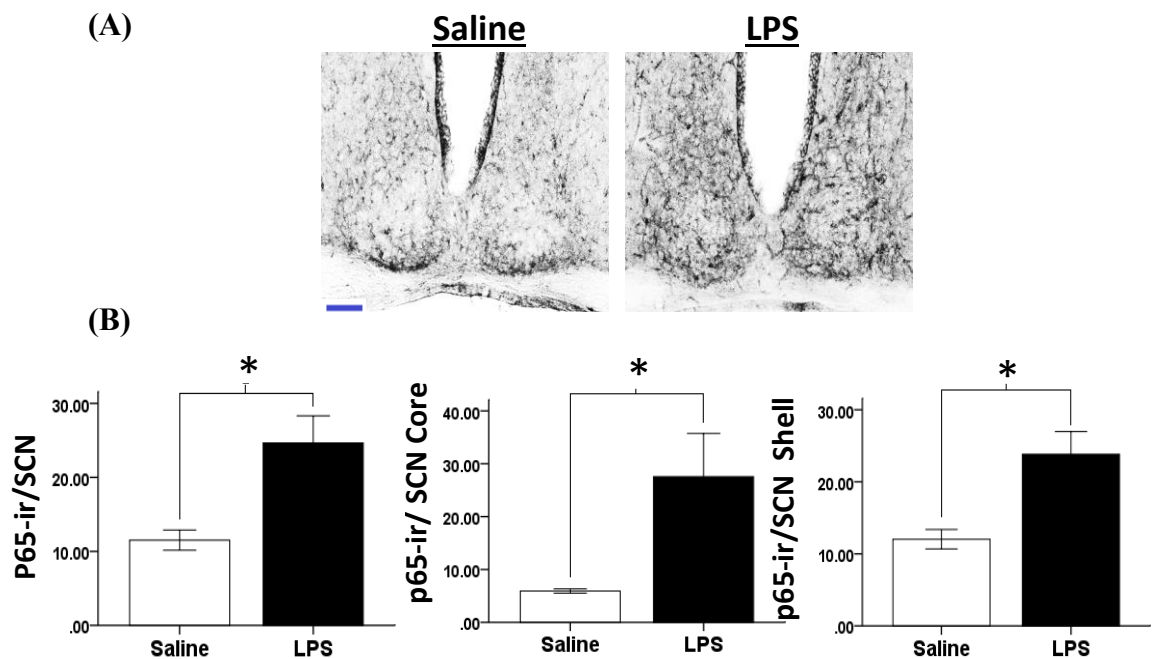 (A)
Saline
LPS
(B)
P65-ir/SCN
30.00
20.00
10.00
.00
*
Saline
LPS
p65-ir/ SCN Core
40.00
30.00
20.00
10.00
.00
*
Saline
LPS
p65-ir/SCN Shell
30.00
20.00
10.00
.00
*
Saline
LPS